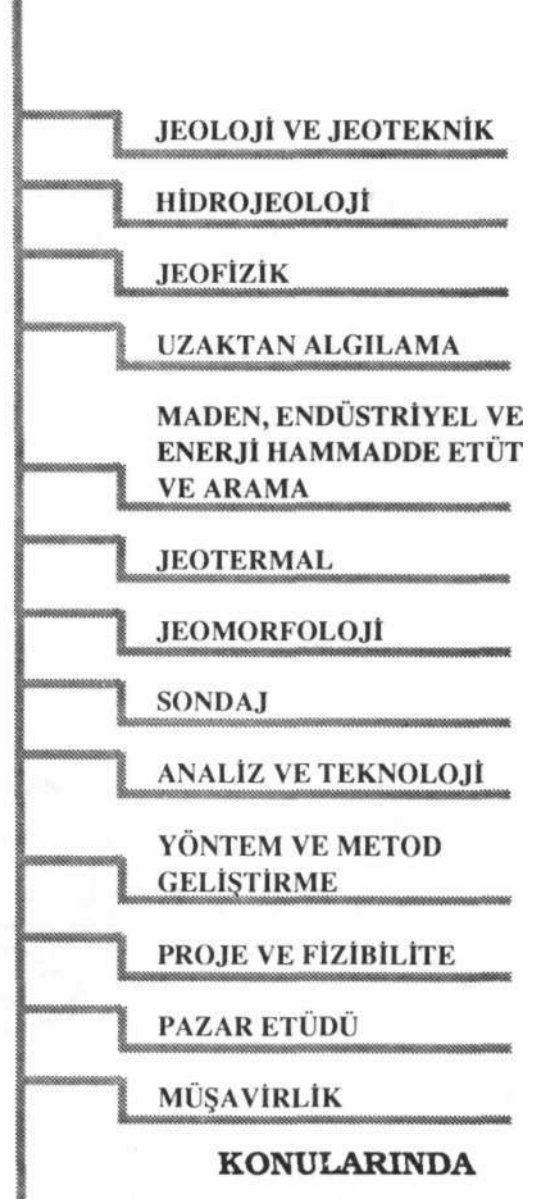 JEOLOJİ VE JEOTEKNİK
HİDROJEOLOJİ
JEOFİZİK
UZAKTAN ALGILAMA
MADEN, ENDÜSTRİYEL VE
ENERJİ HAMMADDE ETÜT
VE ARAMA
JEOTERMAL
JEOMORFOLOJİ
SONDAJ
ANALİZ VE TEKNOLOJİ
YÖNTEM VE METOD
GELİŞTİRME
PROJE VE FİZİBİLİTE
PAZAR ETÜDÜ
MÜŞAVİRLİK
KONULARINDA